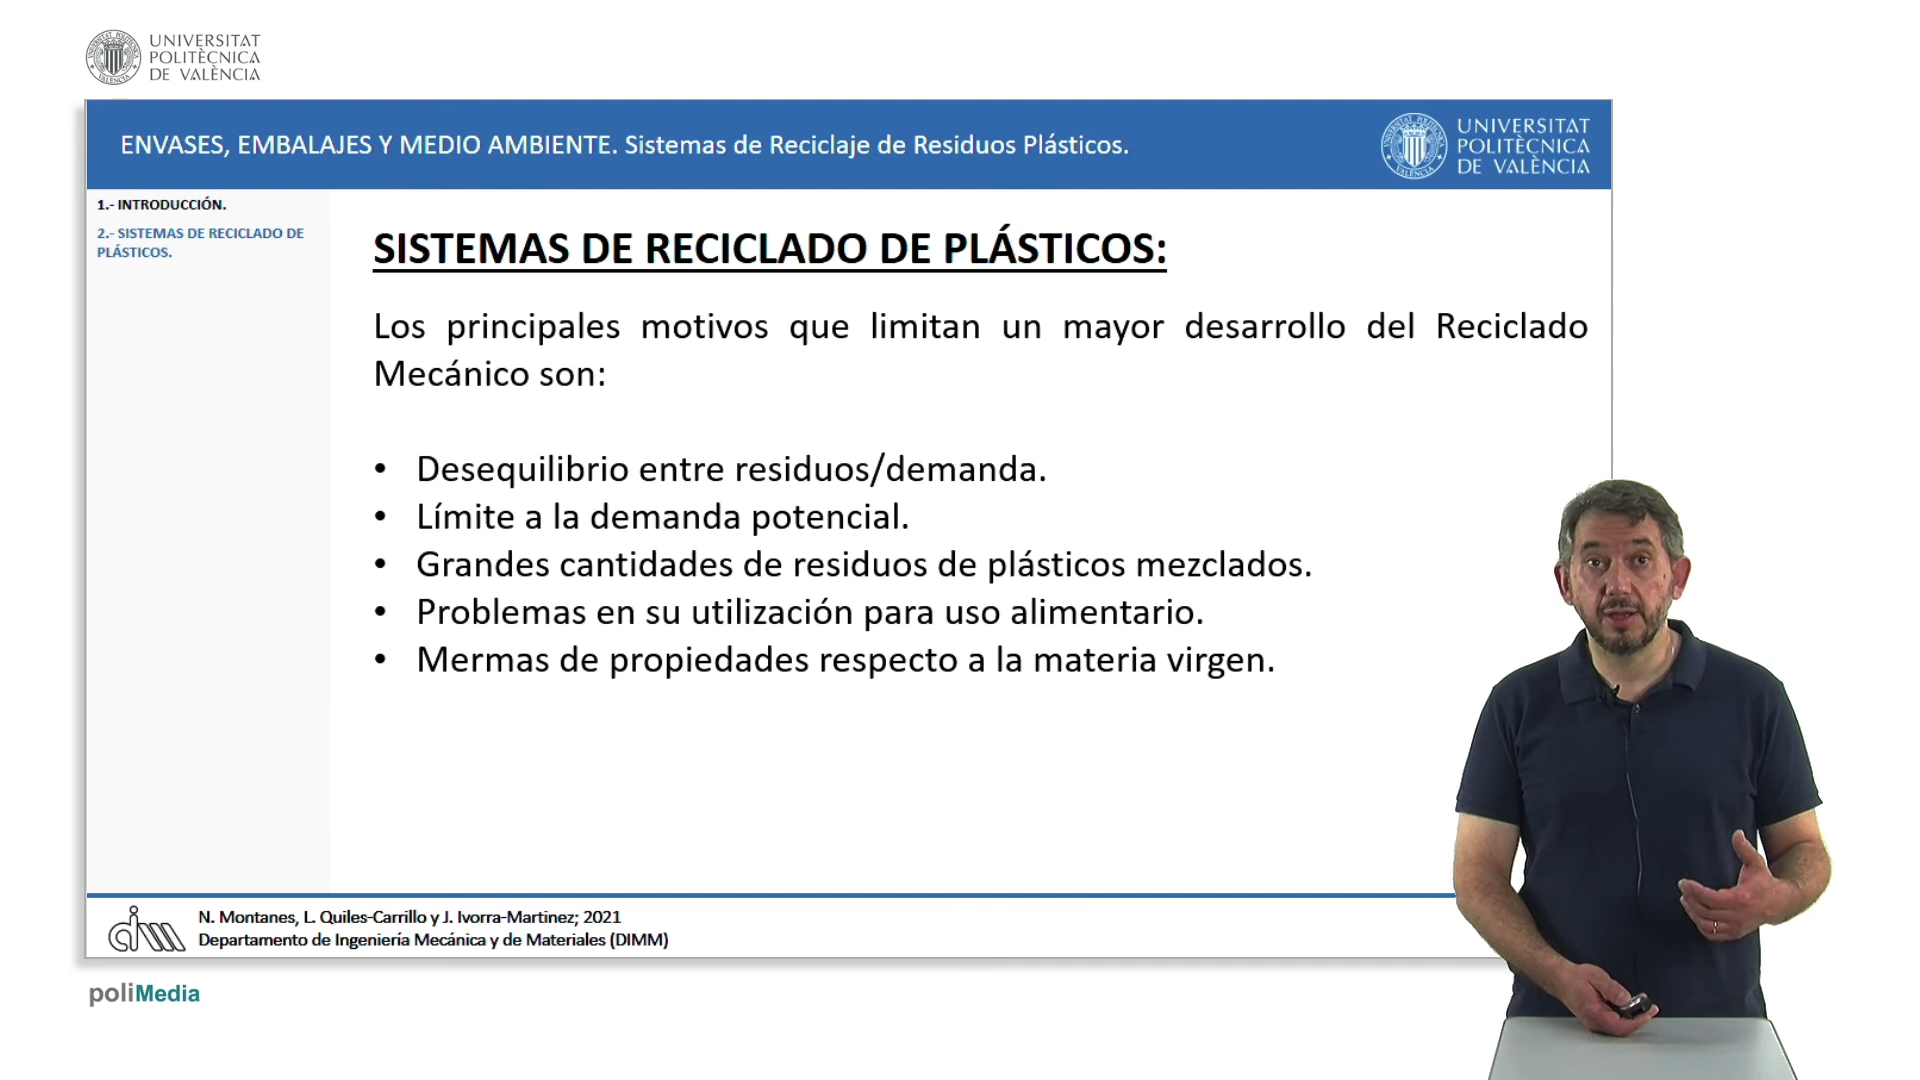 UNIVERSITAT
POLITÈCNICA
DE VALÈNCIA
ENVASES, EMBALAJES Y MEDIO AMBIENTE. Sistemas de Reciclaje de Residuos Plásticos.
UNIVERSITAT
POLITÈCNICA
DE VALÈNCIA
1.- INTRODUCCIÓN.
2.- SISTEMAS DE RECICLADO DE
PLÁSTICOS.
SISTEMAS DE RECICLADO DE PLÁSTICOS:
Los principales motivos que limitan un mayor desarrollo del Reciclado
Mecánico son:
• Desequilibrio entre residuos/demanda.
• Límite a la demanda potencial.
• Grandes cantidades de residuos de plásticos mezclados.
• Problemas en su utilización para uso alimentario.
• Mermas de propiedades respecto a la materia virgen.
N. Montanes, L. Quiles-Carrillo y J. Ivorra-Martinez; 2021
Departamento de Ingeniería Mecánica y de Materiales (DIMM)
poliMedia